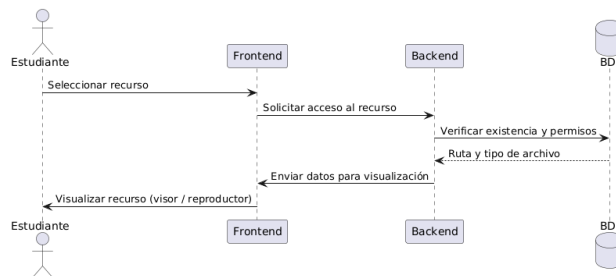 Estudiante
Frontend
Backend
BD
Seleccionar recurso
Solicitar acceso al recurso
Verificar existencia y permisos
Ruta y tipo de archivo
Enviar datos para visualización
Visualizar recurso (visor / reproductor)
Estudiante
Frontend
Backend
BD